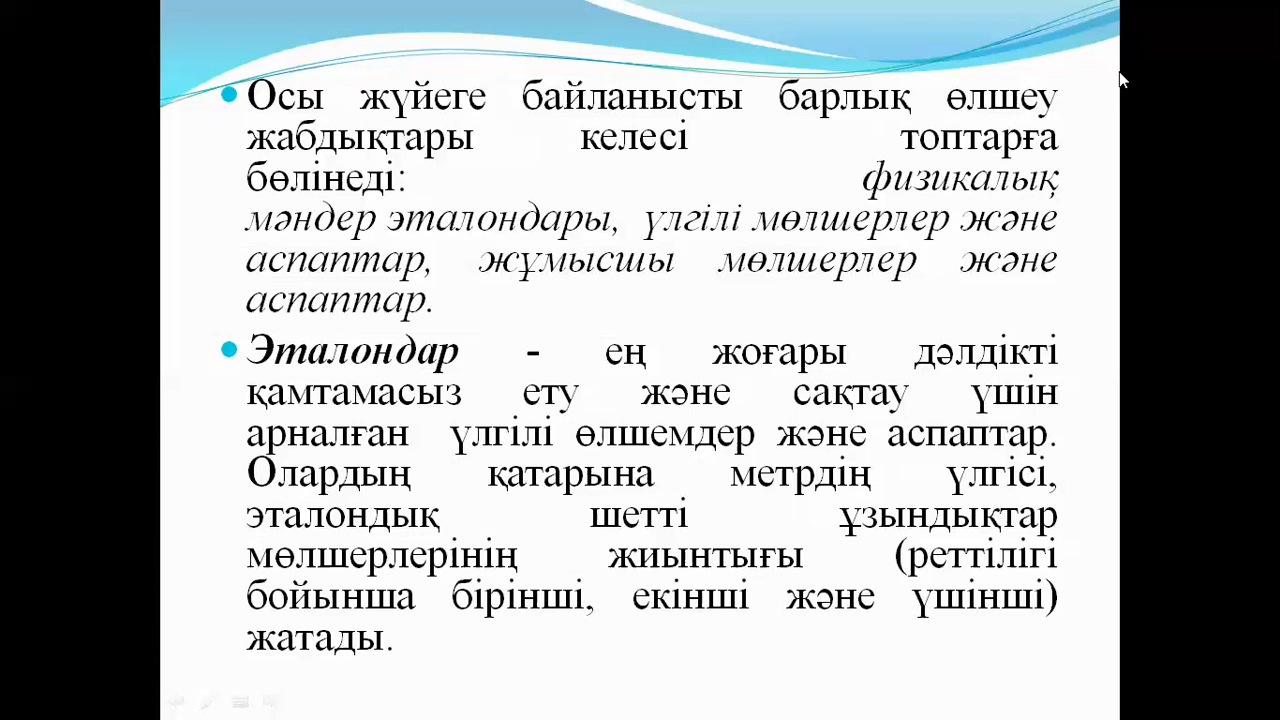 Осы жүйеге байланысты барлық өлшеу
жабдықтары келесі топтарға
бөлінеді: физикалық
мәндер эталондары, үлгілі мөлшерлер және
аспаптар, жұмысшы мөлшерлер және
аспаптар.
Эталондар - ең жоғары дәлдікті
қамтамасыз ету және сақтау үшін
арналған үлгілі өлшемдер және аспаптар.
Олардың қатарына метрдің үлгісі,
эталондық шетті ұзындықтар
мөлшерлерінің жиынтығы (реттілігі
бойынша бірінші, екінші және үшінші)
жатады.